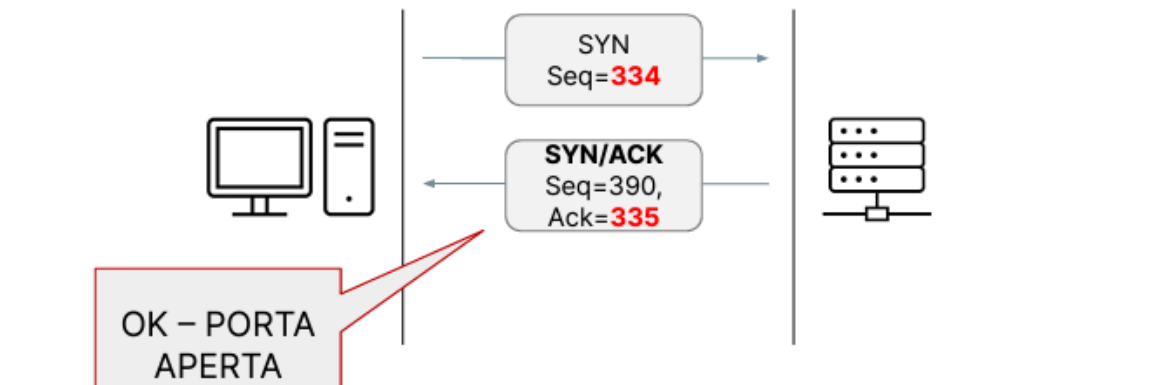 SYN
Seq=334
SYN/ACK
Seq=390,
Ack=335
OK – PORTA
APERTA